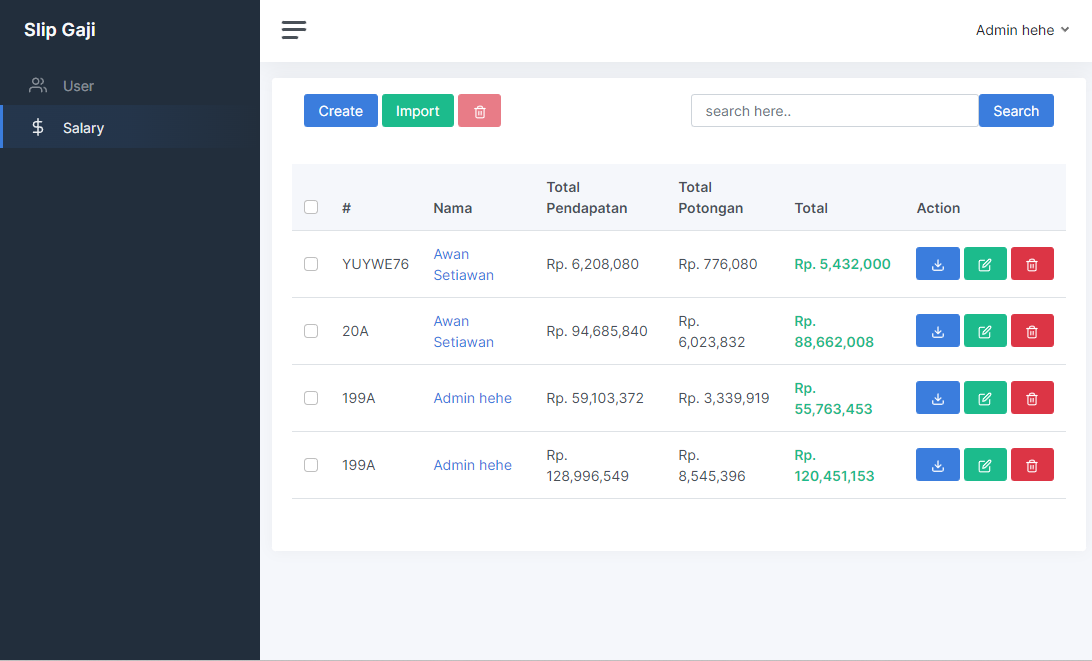 Slip Gaji
Admin hehe
User
Salary
Create
Import
search here..
Search
#
Nama
Total
Pendapatan
Total
Potongan
Total
Action
YUYWE76
Awan
Setiawan
Rp. 6,208,080
Rp. 776,080
Rp. 5,432,000
20A
Awan
Setiawan
Rp. 94,685,840
Rp.
6,023,832
Rp.
88,662,008
199A
Admin hehe
Rp. 59,103,372
Rp. 3,339,919
Rp.
55,763,453
199A
Admin hehe
Rp.
128,996,549
Rp.
8,545,396
Rp.
120,451,153